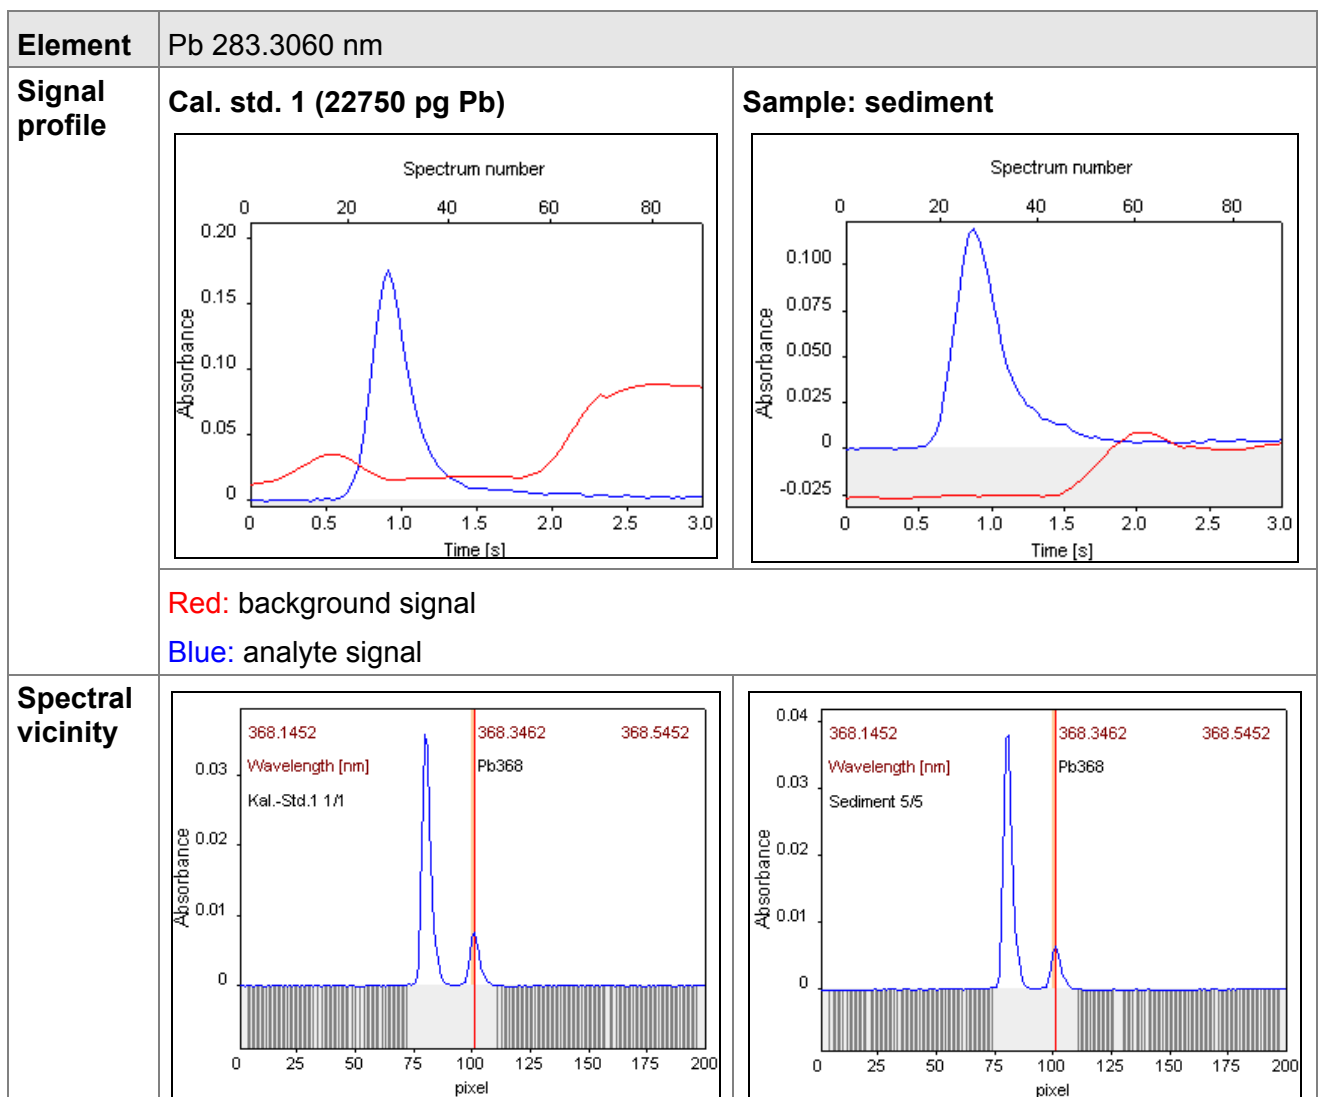 Element Pb 283.3060 nm
Signal profile
Cal. std. 1 (22750 pg Pb)
Sample: sediment
Spectrum number
0 20 40 60 80
0.20
0.15
0.10
0.05
0
Absorbance
0 0.5 1.0 1.5 2.0 2.5 3.0
Time [s]
Spectrum number
0 20 40 60 80
0.100
0.075
0.050
0.025
0
-0.025
Absorbance
0 0.5 1.0 1.5 2.0 2.5 3.0
Time [s]
Red: background signal
Blue: analyte signal
Spectral vicinity
368.1452 368.3462 368.5452
Wavelength [nm] Pb368
Kal.-Std.1 1/1
0.03
0.02
0.01
0
Absorbance
0 25 50 75 100 125 150 175 200
pixel
368.1452 368.3462 368.5452
Wavelength [nm] Pb368
Sediment 5/5
0.04
0.03
0.02
0.01
0
Absorbance
0 25 50 75 100 125 150 175 200
pixel